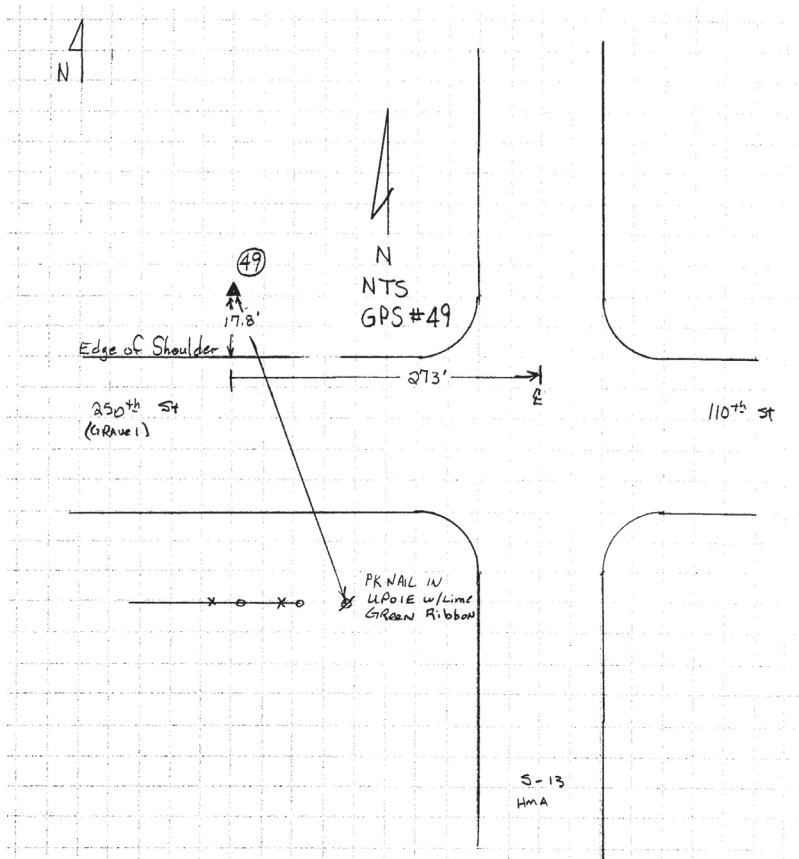 N
49
N
NTS
GPS #49
17.8'
Edge of Shoulder
273'
℄
250th St
(GRAvel)
110th St
PK NAIL IN
UPOlE w/Lime
GReen Ribbon
S-13
HMA